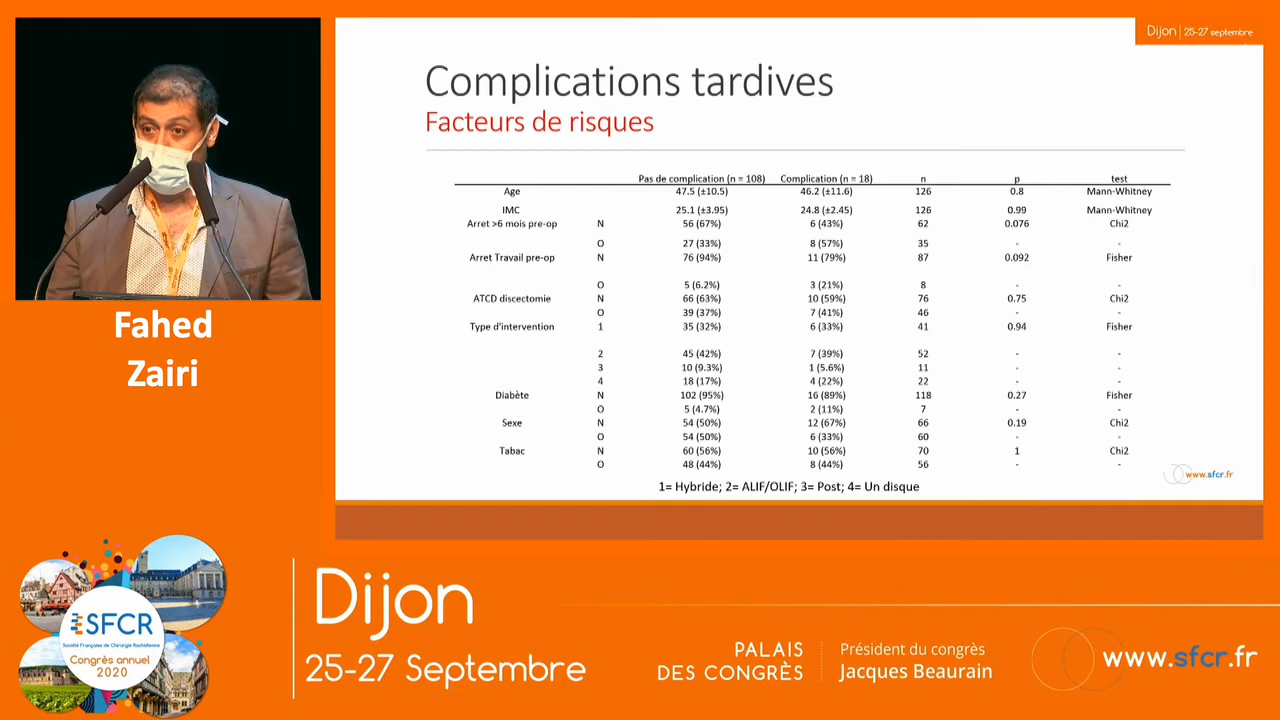 Dijon | 25-27 septembre
Complications tardives
Facteurs de risques
Pas de complication (n = 108) Complication (n = 18) n p test
Age 47.5 (±10.5) 46.2 (±11.6) 126 0.8 Mann-Whitney
IMC 25.1 (±3.95) 24.8 (±2.45) 126 0.99 Mann-Whitney
Arret >6 mois pre-op N 56 (67%) 6 (43%) 62 0.076 Chi2
O 27 (33%) 8 (57%) 35 - -
Arret Travail pre-op N 76 (94%) 11 (79%) 87 0.092 Fisher
O 5 (6.2%) 3 (21%) 8 - -
ATCD discectomie N 66 (63%) 10 (59%) 76 0.75 Chi2
O 39 (37%) 7 (41%) 46 - -
Type d'intervention 1 35 (32%) 6 (33%) 41 0.94 Fisher
2 45 (42%) 7 (39%) 52 - -
3 10 (9.3%) 1 (5.6%) 11 - -
4 18 (17%) 4 (22%) 22 - -
Diabète N 102 (95%) 16 (89%) 118 0.27 Fisher
O 5 (4.7%) 2 (11%) 7 - -
Sexe N 54 (50%) 12 (67%) 66 0.19 Chi2
O 54 (50%) 6 (33%) 60 - -
Tabac N 60 (56%) 10 (56%) 70 1 Chi2
O 48 (44%) 8 (44%) 56 - -
1= Hybride; 2= ALIF/OLIF; 3= Post; 4= Un disque
www.sfcr.fr
Fahed
Zairi
SFCR
Société Française de Chirurgie Rachidienne
Congrès annuel
2020
Dijon
25-27 Septembre
PALAIS
DES CONGRÈS
Président du congrès
Jacques Beaurain
www.sfcr.fr